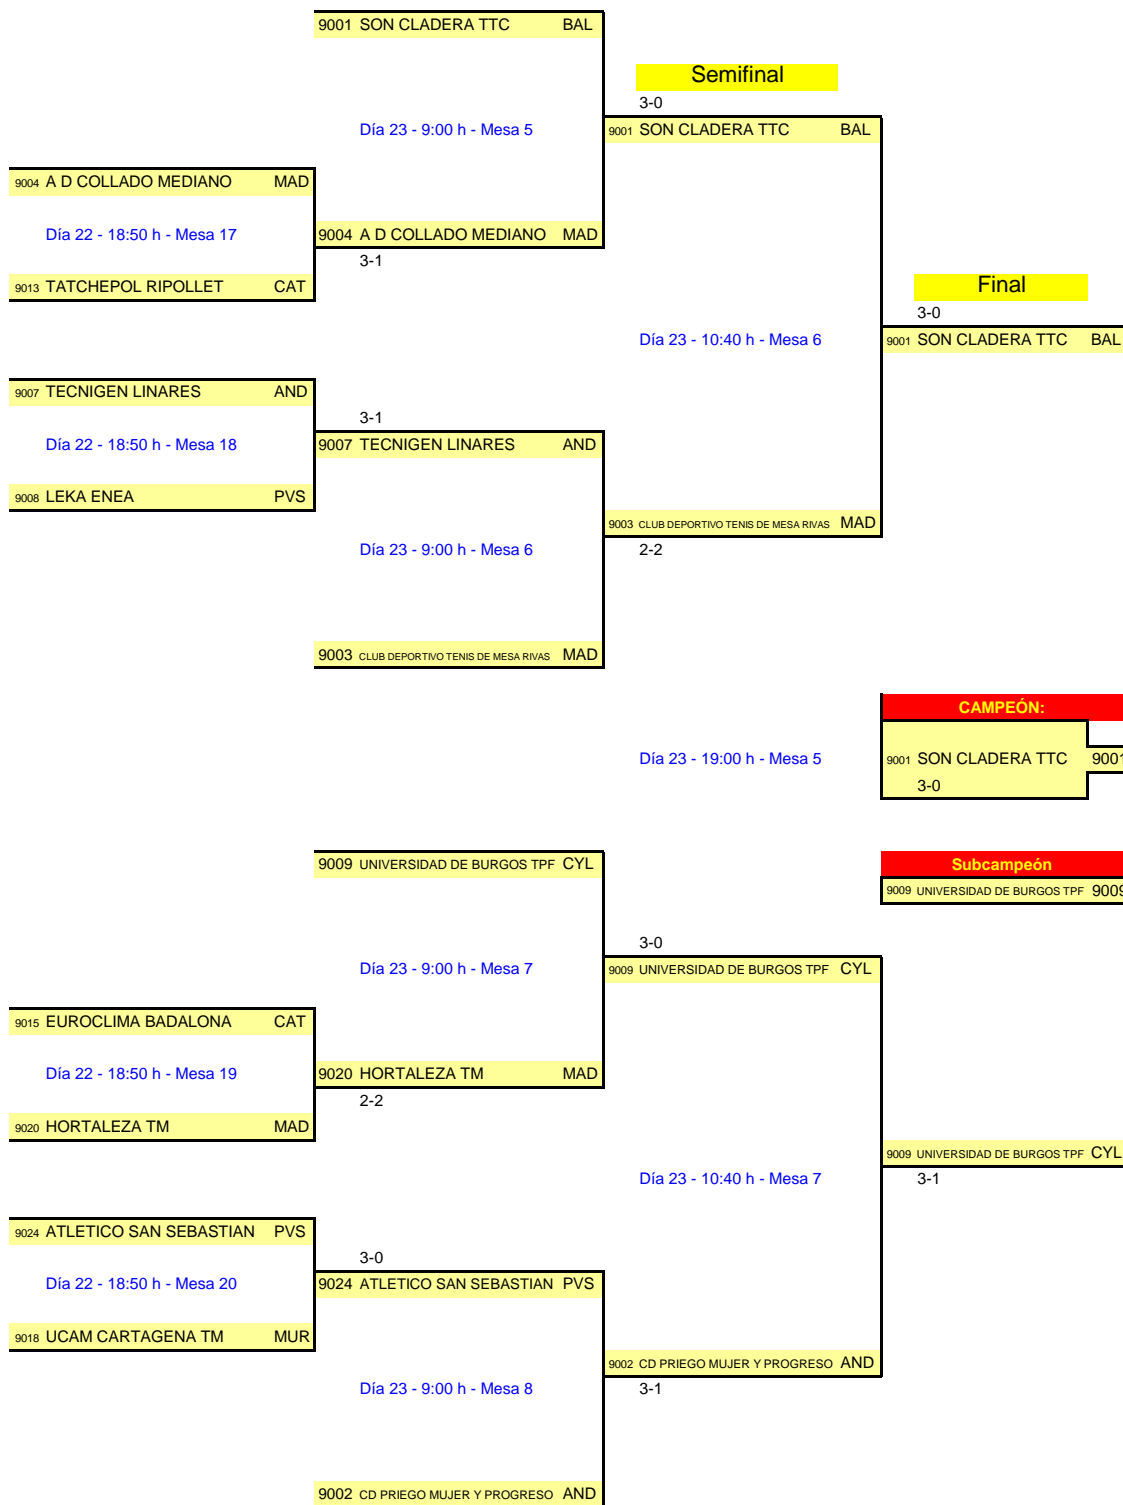 9001 SON CLADERA TTC BAL
Semifinal
3-0
Día 23 - 9:00 h - Mesa 5
9001 SON CLADERA TTC BAL
9004 A D COLLADO MEDIANO MAD
Día 22 - 18:50 h - Mesa 17
9004 A D COLLADO MEDIANO MAD
3-1
9013 TATCHEPOL RIPOLLET CAT
Final
3-0
Día 23 - 10:40 h - Mesa 6
9001 SON CLADERA TTC BAL
9007 TECNIGEN LINARES AND
3-1
Día 22 - 18:50 h - Mesa 18
9007 TECNIGEN LINARES AND
9008 LEKA ENEA PVS
9003 CLUB DEPORTIVO TENIS DE MESA RIVAS MAD
Día 23 - 9:00 h - Mesa 6
2-2
9003 CLUB DEPORTIVO TENIS DE MESA RIVAS MAD
CAMPEÓN:
Día 23 - 19:00 h - Mesa 5
9001 SON CLADERA TTC 9001
3-0
9009 UNIVERSIDAD DE BURGOS TPF CYL
Subcampeón
9009 UNIVERSIDAD DE BURGOS TPF 9009
3-0
Día 23 - 9:00 h - Mesa 7
9009 UNIVERSIDAD DE BURGOS TPF CYL
9015 EUROCLIMA BADALONA CAT
Día 22 - 18:50 h - Mesa 19
9020 HORTALEZA TM MAD
2-2
9020 HORTALEZA TM MAD
9009 UNIVERSIDAD DE BURGOS TPF CYL
Día 23 - 10:40 h - Mesa 7
3-1
9024 ATLETICO SAN SEBASTIAN PVS
3-0
Día 22 - 18:50 h - Mesa 20
9024 ATLETICO SAN SEBASTIAN PVS
9018 UCAM CARTAGENA TM MUR
9002 CD PRIEGO MUJER Y PROGRESO AND
Día 23 - 9:00 h - Mesa 8
3-1
9002 CD PRIEGO MUJER Y PROGRESO AND